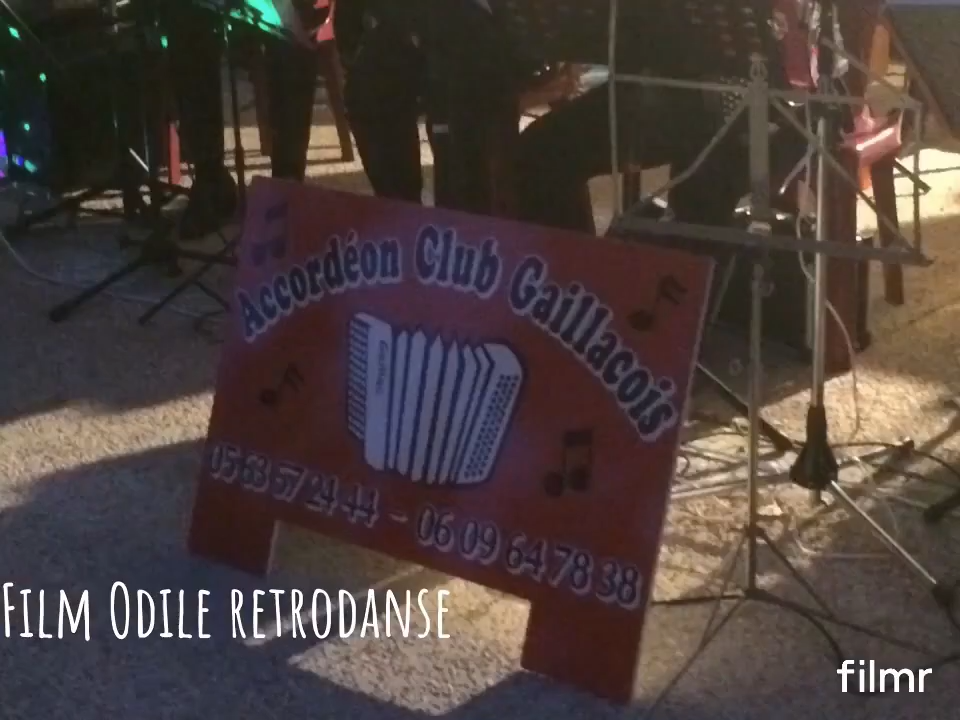 Accordéon Club Gaillacois
05 63 57 24 44 - 06 09 64 78 38
Film Odile retrodanse
filmr